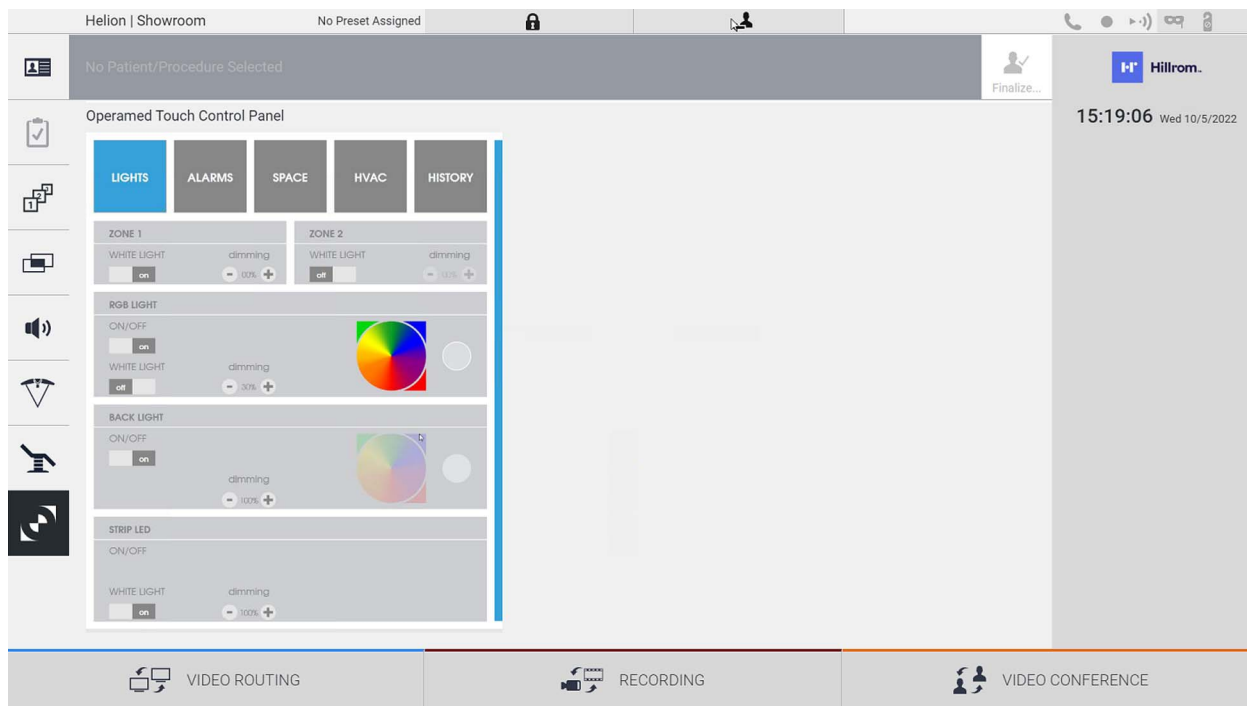 Helion | Showroom
No Preset Assigned
No Patient/Procedure Selected
Finalize...
Hillrom™
15:19:06 Wed 10/5/2022
Operamed Touch Control Panel
LIGHTS
ALARMS
SPACE
HVAC
HISTORY
ZONE 1
WHITE LIGHT
dimming
on
ZONE 2
WHITE LIGHT
dimming
off
RGB LIGHT
ON/OFF
on
WHITE LIGHT
dimming
off
30%
BACK LIGHT
ON/OFF
on
dimming
100%
STRIP LED
ON/OFF
WHITE LIGHT
dimming
on
100%
VIDEO ROUTING
RECORDING
VIDEO CONFERENCE